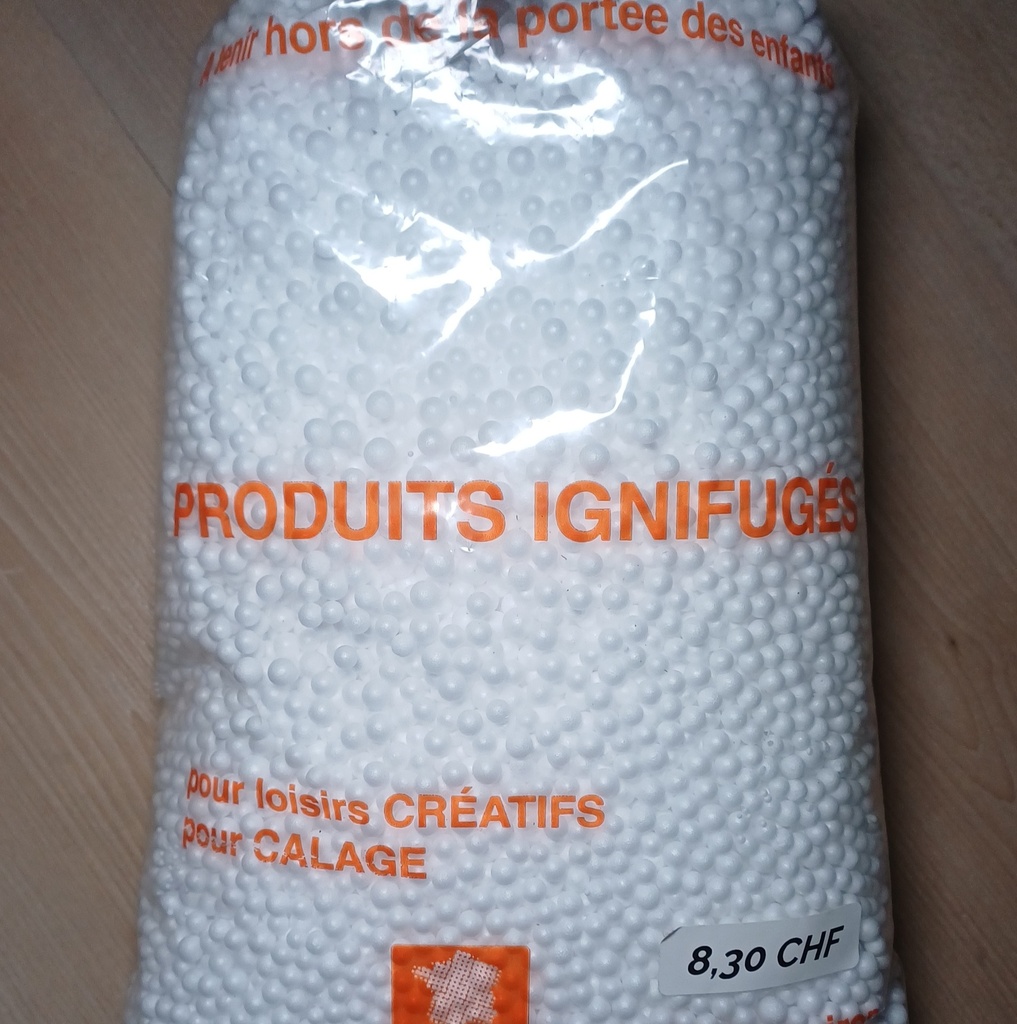 A tenir hors de la portée des enfants
PRODUITS IGNIFUGÉS
pour loisirs CRÉATIFS
pour CALAGE
8,30 CHF